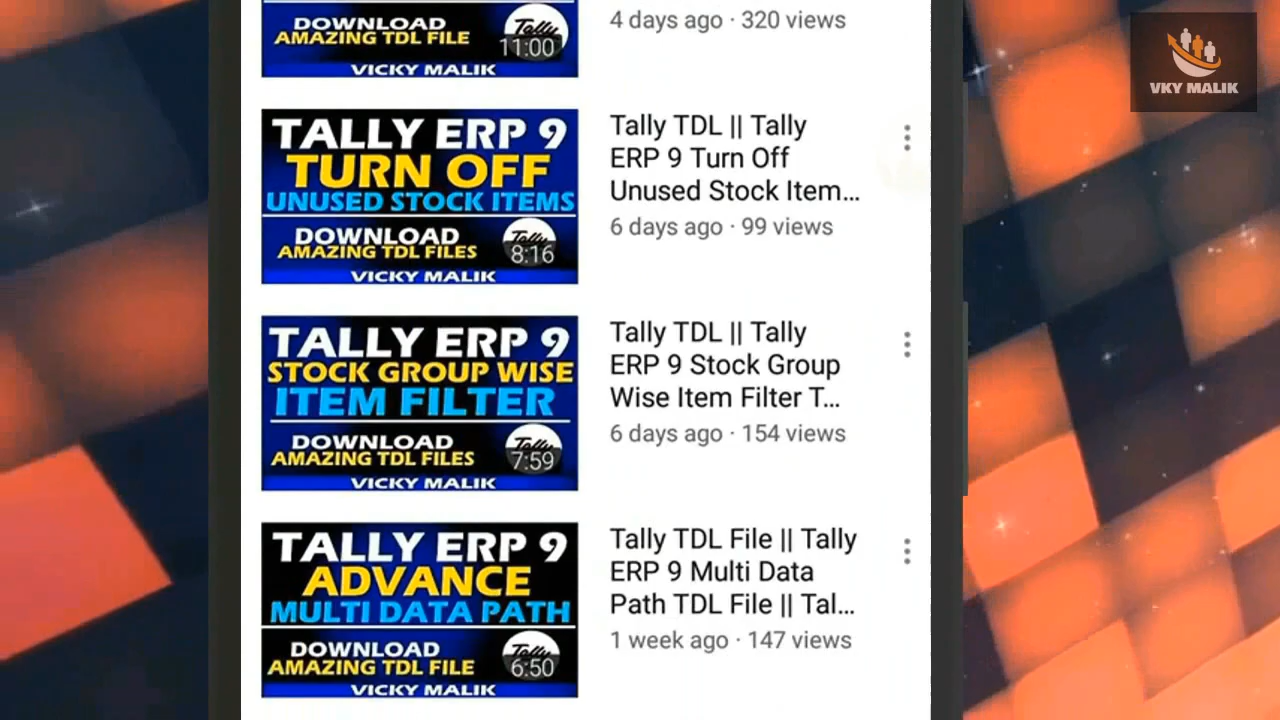 DOWNLOAD
AMAZING TDL FILE
Tally
11:00
VICKY MALIK
4 days ago · 320 views
VKY MALIK
TALLY ERP 9
TURN OFF
UNUSED STOCK ITEMS
DOWNLOAD
AMAZING TDL FILES
Tally
8:16
VICKY MALIK
Tally TDL || Tally
ERP 9 Turn Off
Unused Stock Item...
6 days ago · 99 views
TALLY ERP 9
STOCK GROUP WISE
ITEM FILTER
DOWNLOAD
AMAZING TDL FILES
Tally
7:59
VICKY MALIK
Tally TDL || Tally
ERP 9 Stock Group
Wise Item Filter T...
6 days ago · 154 views
TALLY ERP 9
ADVANCE
MULTI DATA PATH
DOWNLOAD
AMAZING TDL FILE
Tally
6:50
VICKY MALIK
Tally TDL File || Tally
ERP 9 Multi Data
Path TDL File || Tal...
1 week ago · 147 views